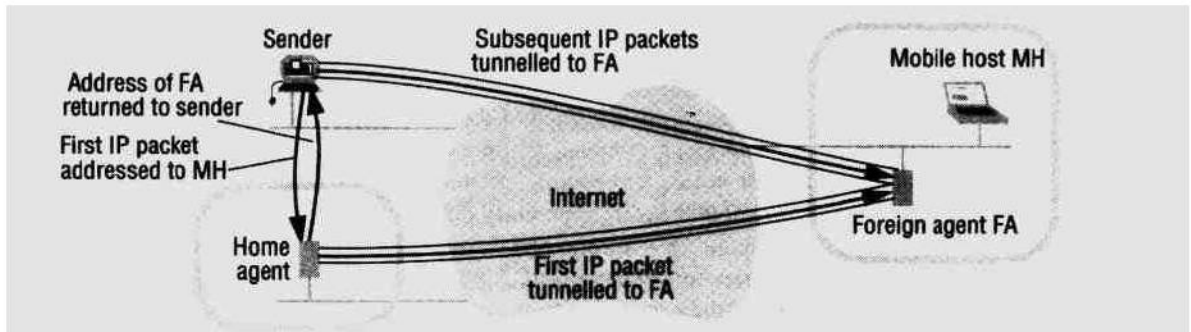 Sender
Subsequent IP packets
tunnelled to FA
Mobile host MH
Address of FA
returned to sender
First IP packet
addressed to MH
Internet
Foreign agent FA
Home
agent
First IP packet
tunnelled to FA